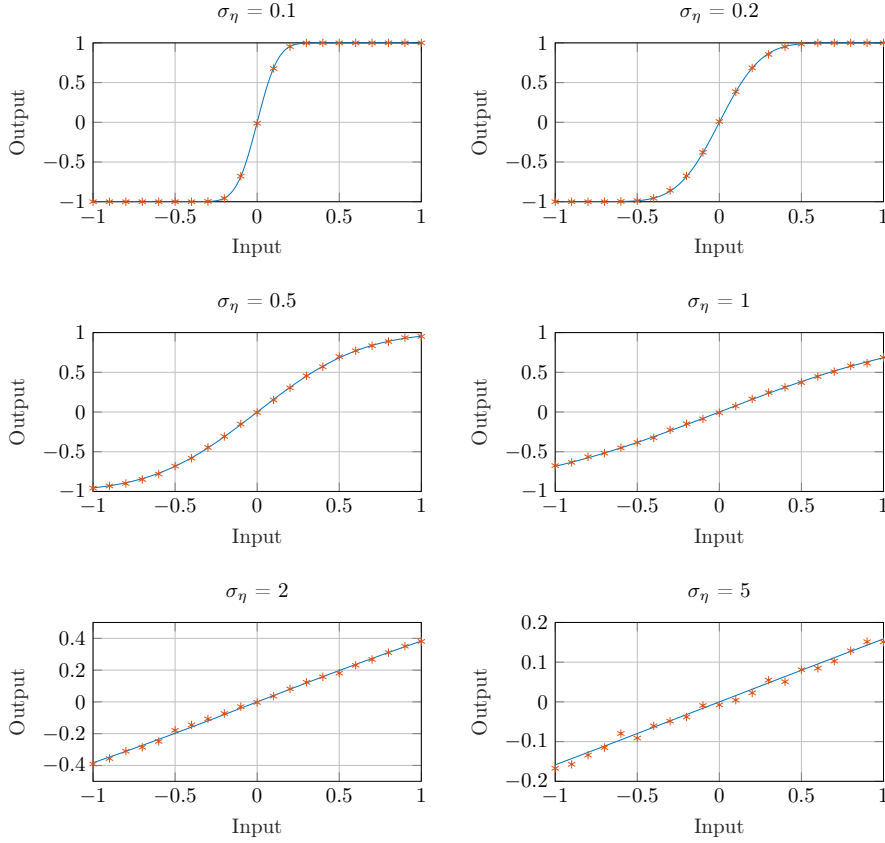 σ_η = 0.1
1
0.5
0
−0.5
−1
Output
−1 −0.5 0 0.5 1
Input
σ_η = 0.2
1
0.5
0
−0.5
−1
Output
−1 −0.5 0 0.5 1
Input
σ_η = 0.5
1
0.5
0
−0.5
−1
Output
−1 −0.5 0 0.5 1
Input
σ_η = 1
1
0.5
0
−0.5
−1
Output
−1 −0.5 0 0.5 1
Input
σ_η = 2
0.4
0.2
0
−0.2
−0.4
Output
−1 −0.5 0 0.5 1
Input
σ_η = 5
0.2
0.1
0
−0.1
−0.2
Output
−1 −0.5 0 0.5 1
Input